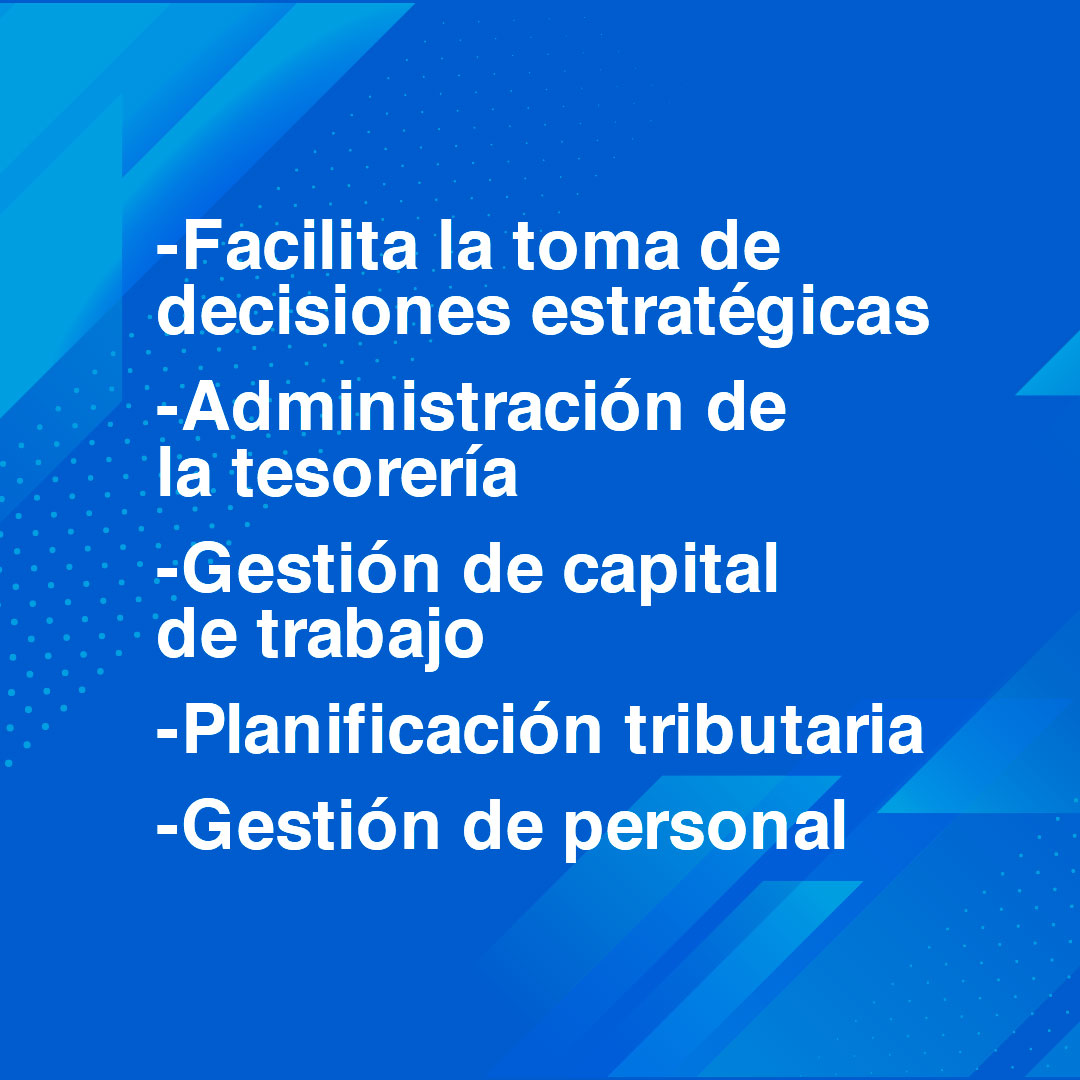 -Facilita la toma de
decisiones estratégicas
-Administración de
la tesorería
-Gestión de capital
de trabajo
-Planificación tributaria
-Gestión de personal